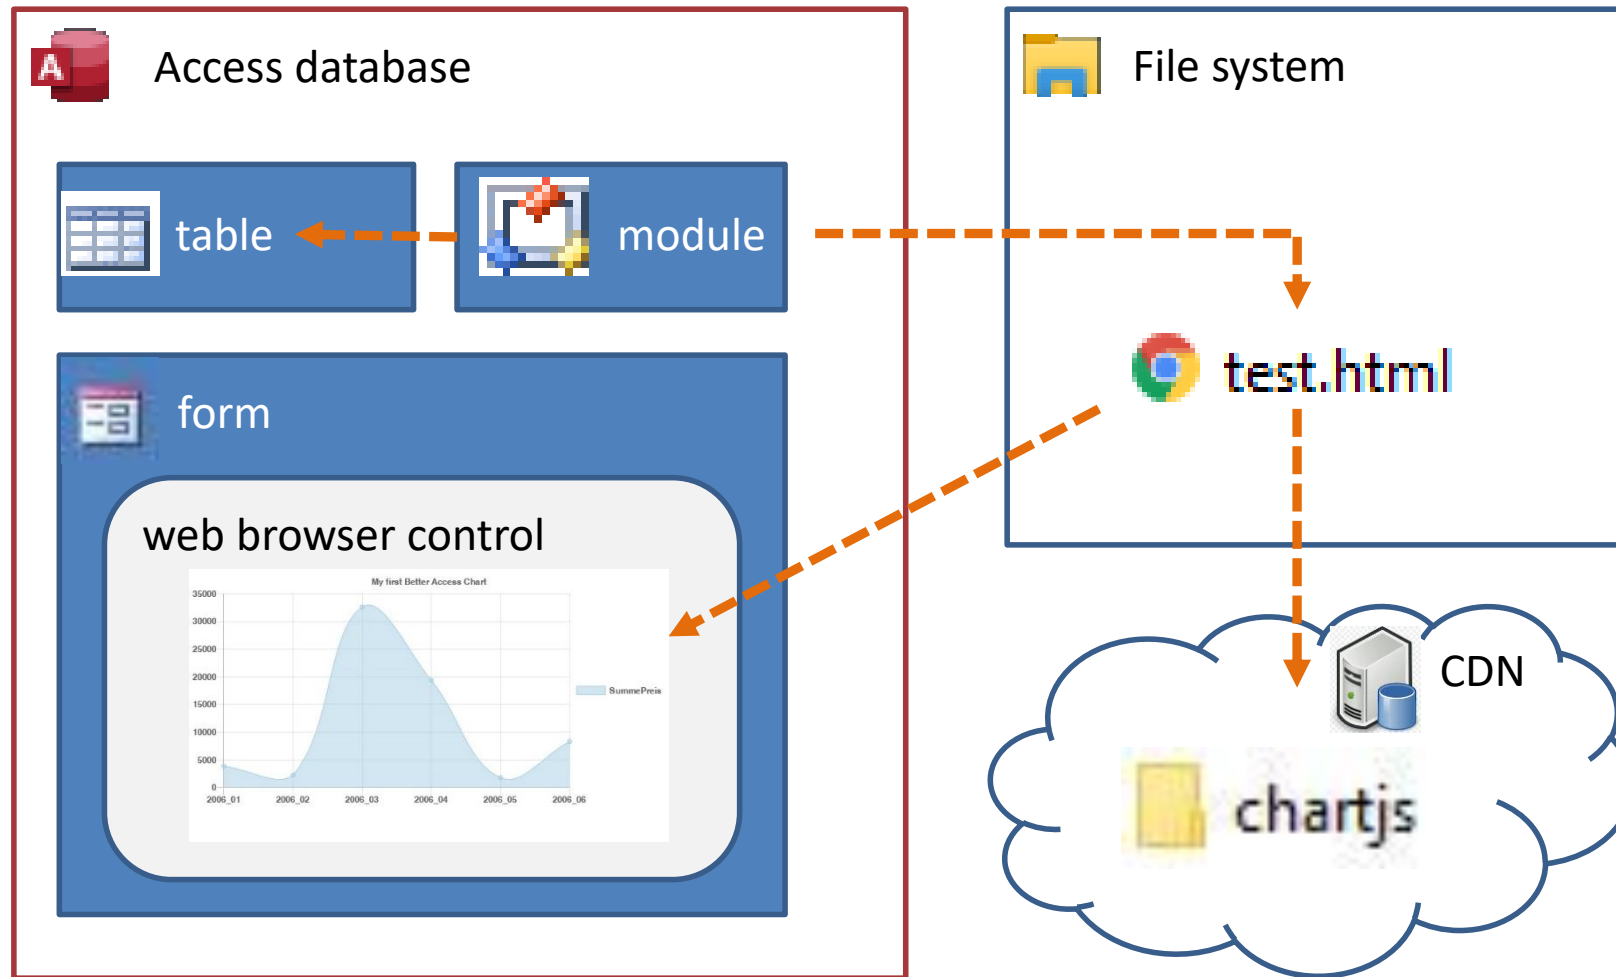 A
Access database
File system
table
module
test.html
form
web browser control
My first Better Access Chart
35000
30000
25000
20000
15000
10000
5000
0
2006_01
2006_02
2006_03
2006_04
2006_05
2006_06
SummePreis
CDN
chartjs